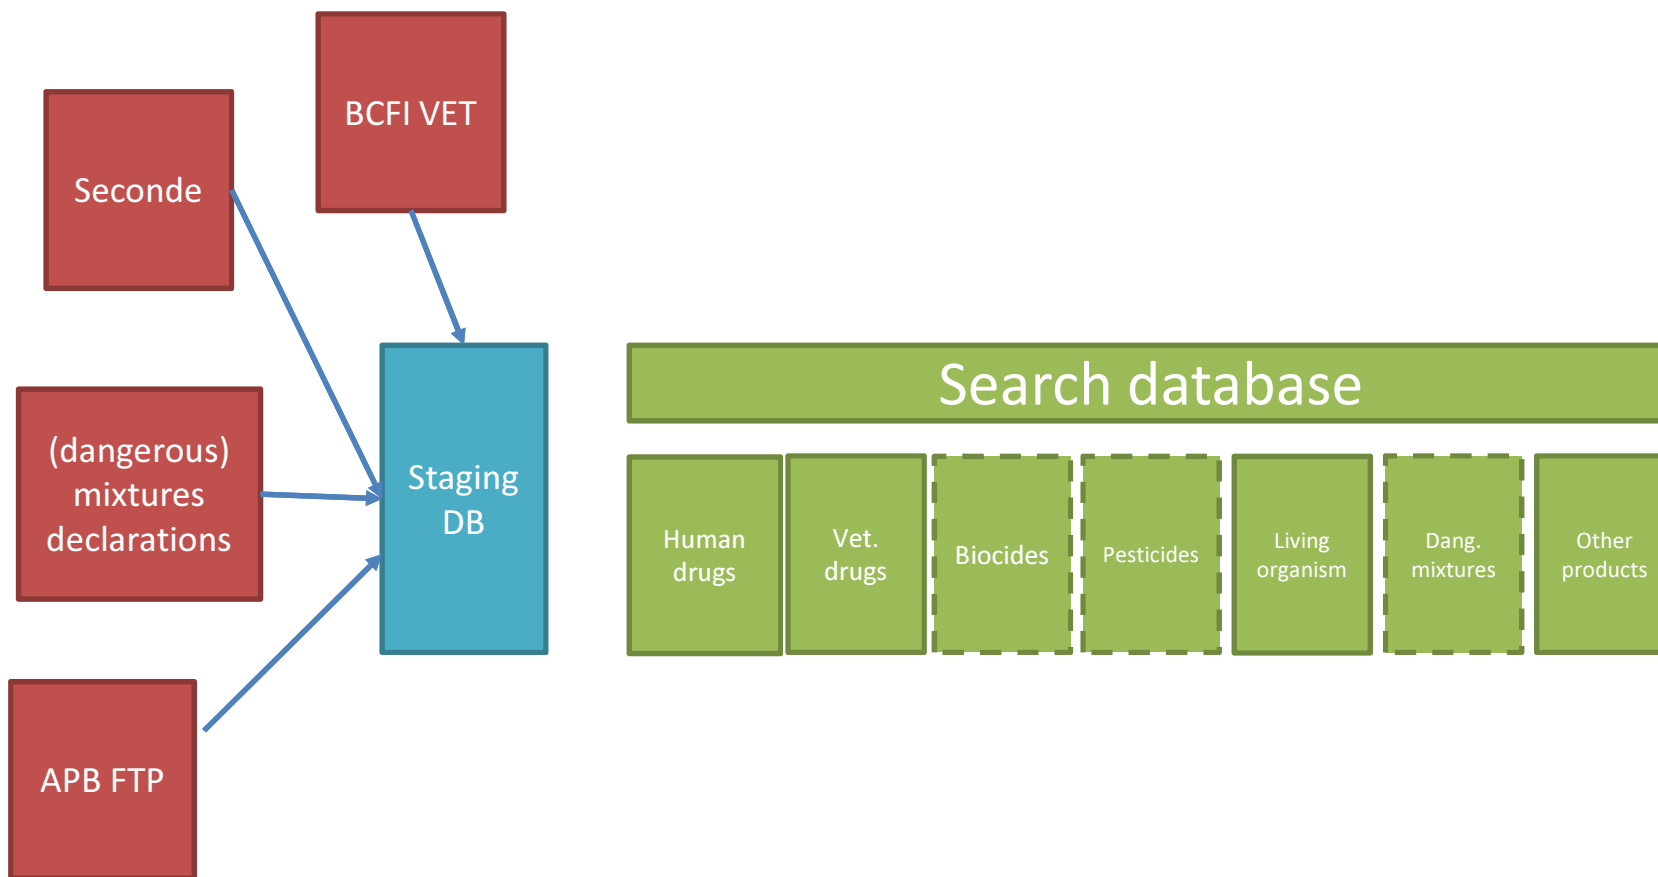 BCFI VET
Seconde
(dangerous)
mixtures
declarations
APB FTP
Staging
DB
Search database
Human
drugs
Vet.
drugs
Biocides
Pesticides
Living
organism
Dang.
mixtures
Other
products